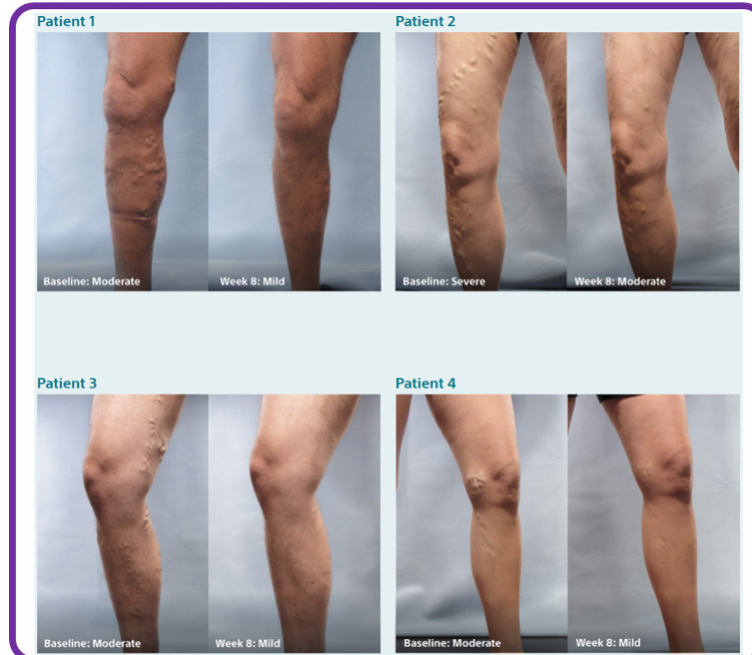 Patient 1
Patient 2
Baseline: Moderate
Week 8: Mild
Baseline: Severe
Week 8: Moderate
Patient 3
Patient 4
Baseline: Moderate
Week 8: Mild
Baseline: Moderate
Week 8: Mild